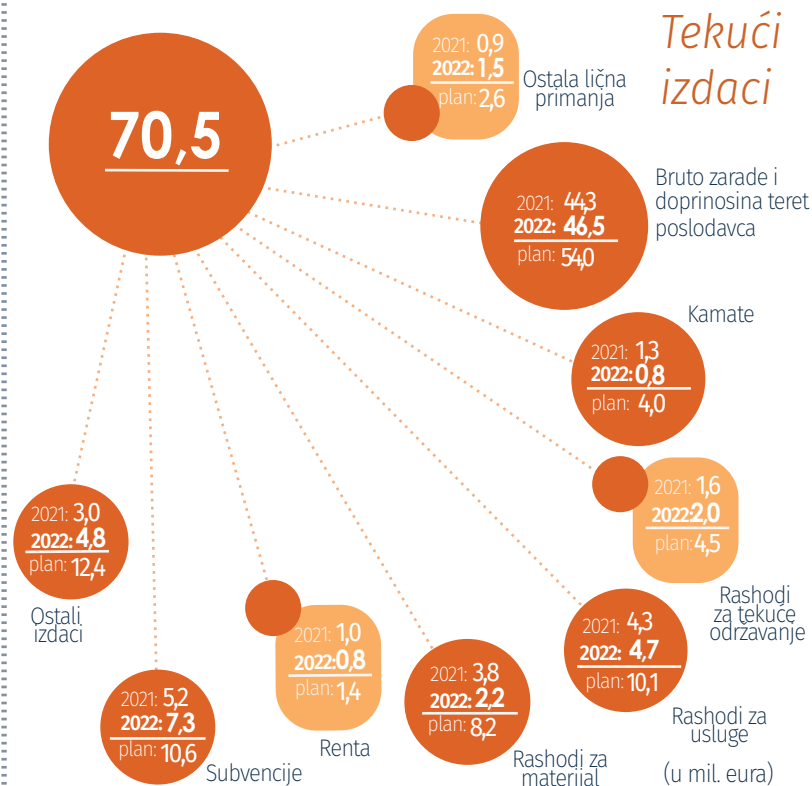 Tekući
izdaci
70,5
2021: 0,9
2022: 1,5
plan: 2,6
Ostala lična
primanja
2021: 44,3
2022: 46,5
plan: 54,0
Bruto zarade i
doprinosina teret
poslodavca
Kamate
2021: 1,3
2022: 0,8
plan: 4,0
2021: 1,6
2022: 2,0
plan: 4,5
Rashodi
za tekuće
održavanje
2021: 4,3
2022: 4,7
plan: 10,1
Rashodi za
usluge
2021: 3,8
2022: 2,2
plan: 8,2
Rashodi za
materijal
2021: 1,0
2022: 0,8
plan: 1,4
Renta
2021: 5,2
2022: 7,3
plan: 10,6
Subvencije
2021: 3,0
2022: 4,8
plan: 12,4
Ostali
izdaci
(u mil. eura)